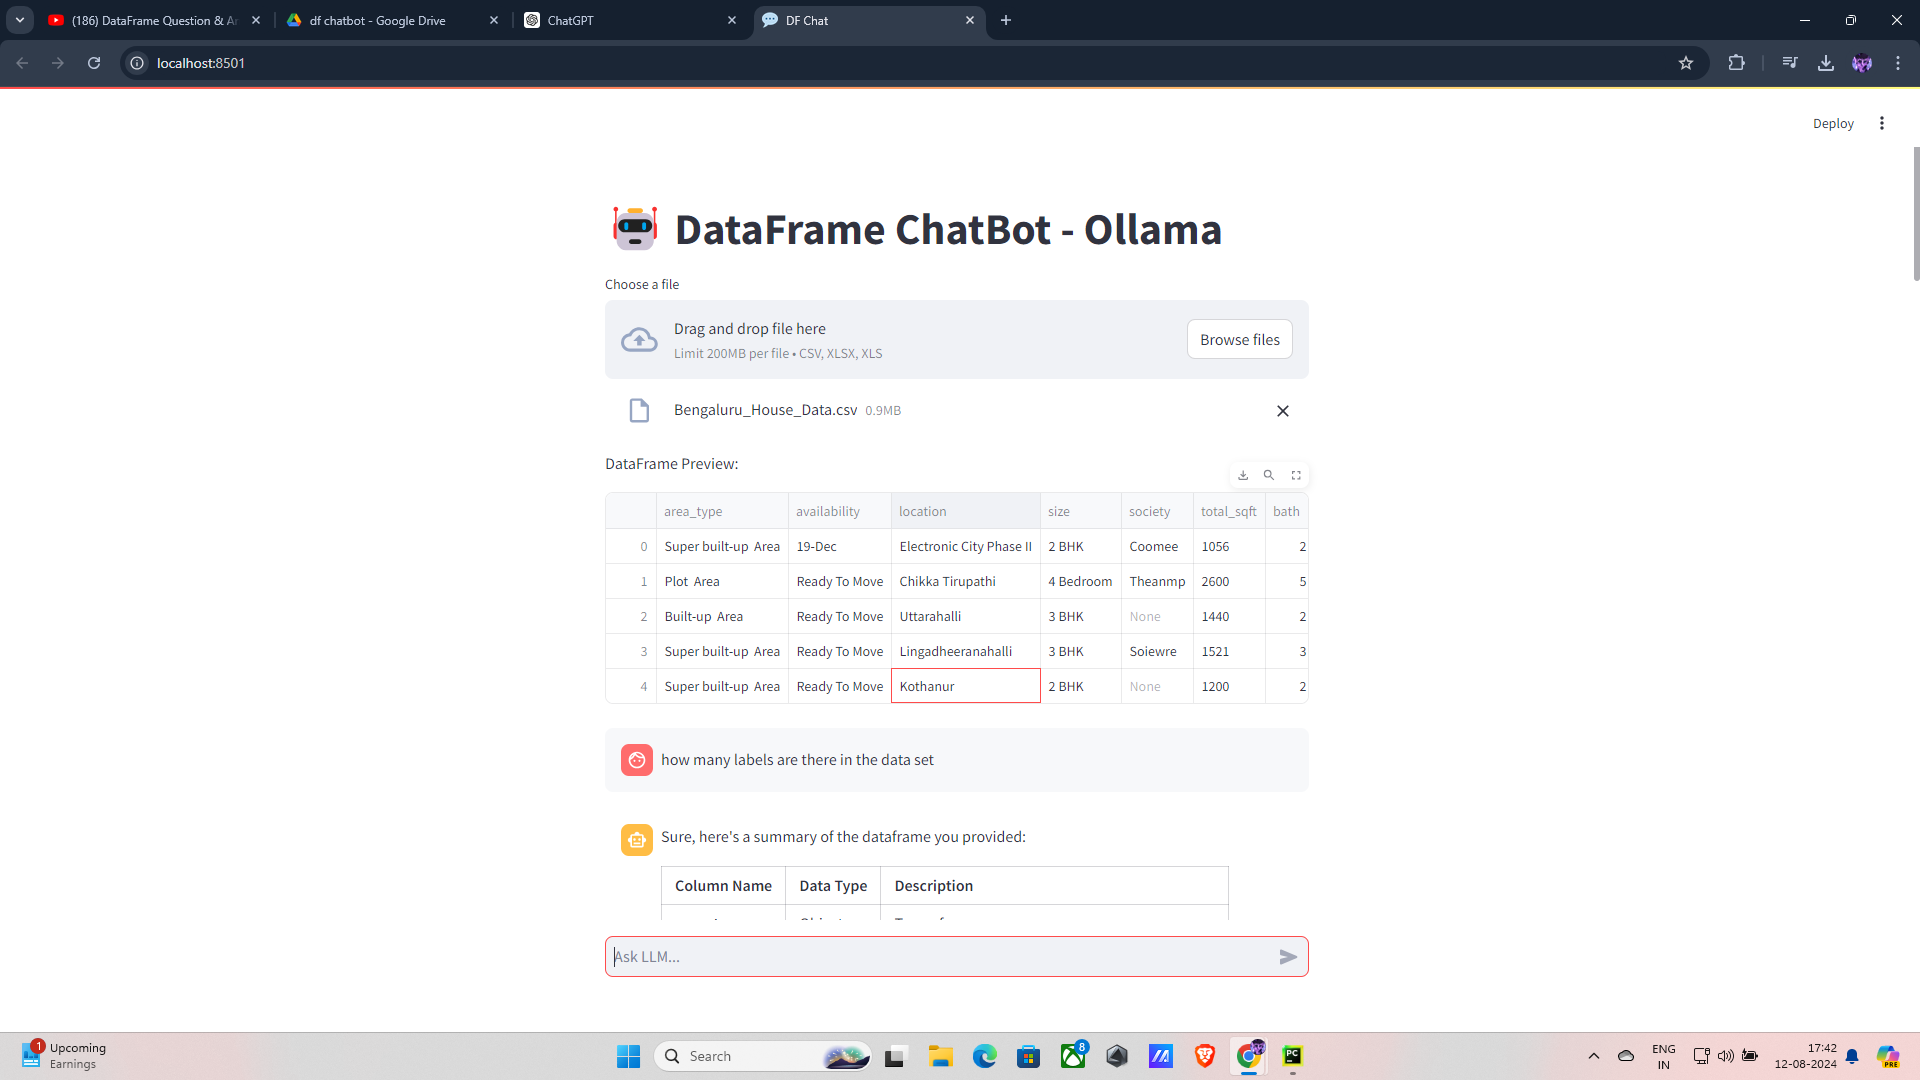 (186) DataFrame Question & An
df chatbot - Google Drive
ChatGPT
DF Chat
localhost:8501
Deploy
DataFrame ChatBot - Ollama
Choose a file
Drag and drop file here
Limit 200MB per file • CSV, XLSX, XLS
Browse files
Bengaluru_House_Data.csv 0.9MB
DataFrame Preview:
area_type availability location size society total_sqft bath
0 Super built-up Area 19-Dec Electronic City Phase II 2 BHK Coomee 1056 2
1 Plot Area Ready To Move Chikka Tirupathi 4 Bedroom Theanmp 2600 5
2 Built-up Area Ready To Move Uttarahalli 3 BHK None 1440 2
3 Super built-up Area Ready To Move Lingadheeranahalli 3 BHK Soiewre 1521 3
4 Super built-up Area Ready To Move Kothanur 2 BHK None 1200 2
how many labels are there in the data set
Sure, here's a summary of the dataframe you provided:
Column Name Data Type Description
Ask LLM...
1
Upcoming
Earnings
Search
8
PC
ENG
IN
17:42
12-08-2024
PRE